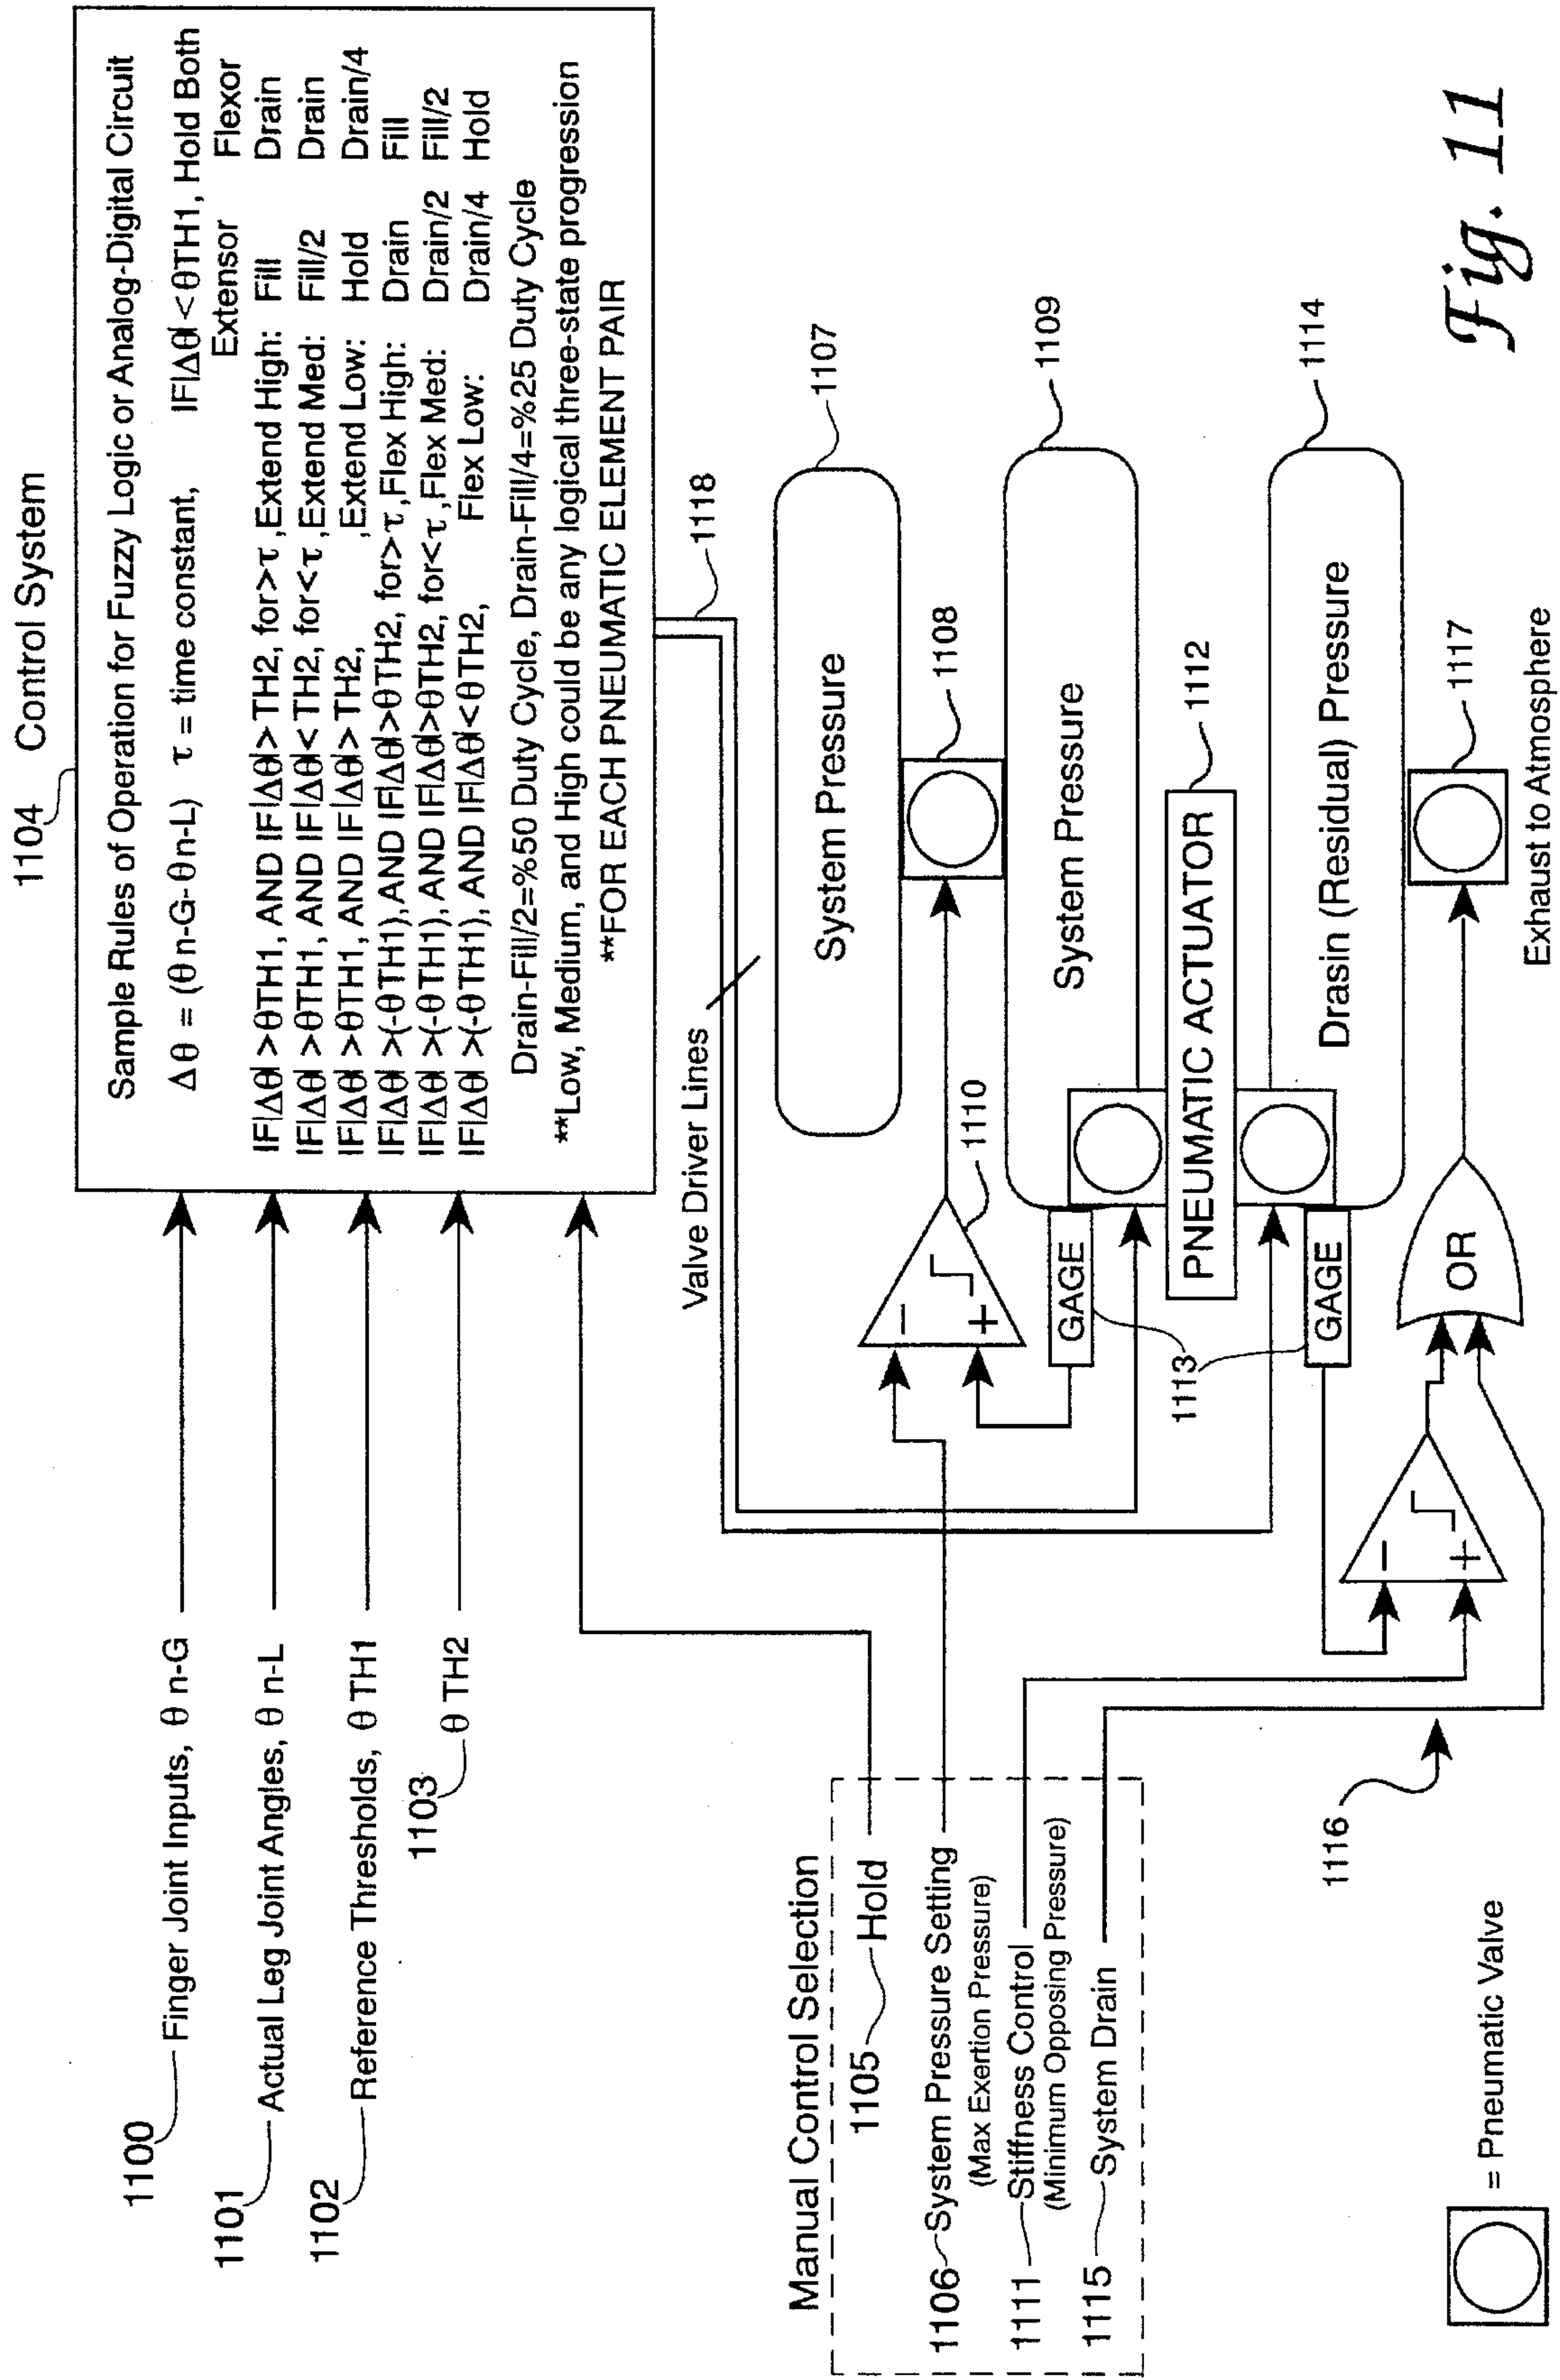 1104 Control System
Sample Rules of Operation for Fuzzy Logic or Analog-Digital Circuit
Δθ = (θ n-G- θ n-L) τ = time constant, IF|Δθ|<θTH1, Hold Both
Extensor Flexor
IF|Δθ| >θTH1, AND IF|Δθ|> TH2, for>τ ,Extend High: Fill Drain
IF|Δθ| >θTH1, AND IF|Δθ|< TH2, for<τ ,Extend Med: Fill/2 Drain
IF|Δθ| >θTH1, AND IF|Δθ|> TH2, ,Extend Low: Hold Drain/4
IF|Δθ| >(-θTH1), AND IF|Δθ|>θTH2, for>τ ,Flex High: Drain Fill
IF|Δθ| >(-θTH1), AND IF|Δθ|>θTH2, for<τ ,Flex Med: Drain/2 Fill/2
IF|Δθ| >(-θTH1), AND IF|Δθ|<θTH2, Flex Low: Drain/4 Hold
Drain-Fill/2=%50 Duty Cycle, Drain-Fill/4=%25 Duty Cycle
**Low, Medium, and High could be any logical three-state progression
**FOR EACH PNEUMATIC ELEMENT PAIR
1100 Finger Joint Inputs, θ n-G
1101 Actual Leg Joint Angles, θ n-L
1102 Reference Thresholds, θ TH1
1103 θ TH2
Valve Driver Lines
1118
Manual Control Selection
1105 Hold
1106 System Pressure Setting
(Max Exertion Pressure)
1111 Stiffness Control
(Minimum Opposing Pressure)
1115 System Drain
System Pressure
1107
1108
1110
−
+
System Pressure
1109
GAGE
1113
PNEUMATIC ACTUATOR
1112
GAGE
Drasin (Residual) Pressure
1114
−
+
OR
1117
1116
Exhaust to Atmosphere
= Pneumatic Valve
Fig. 11